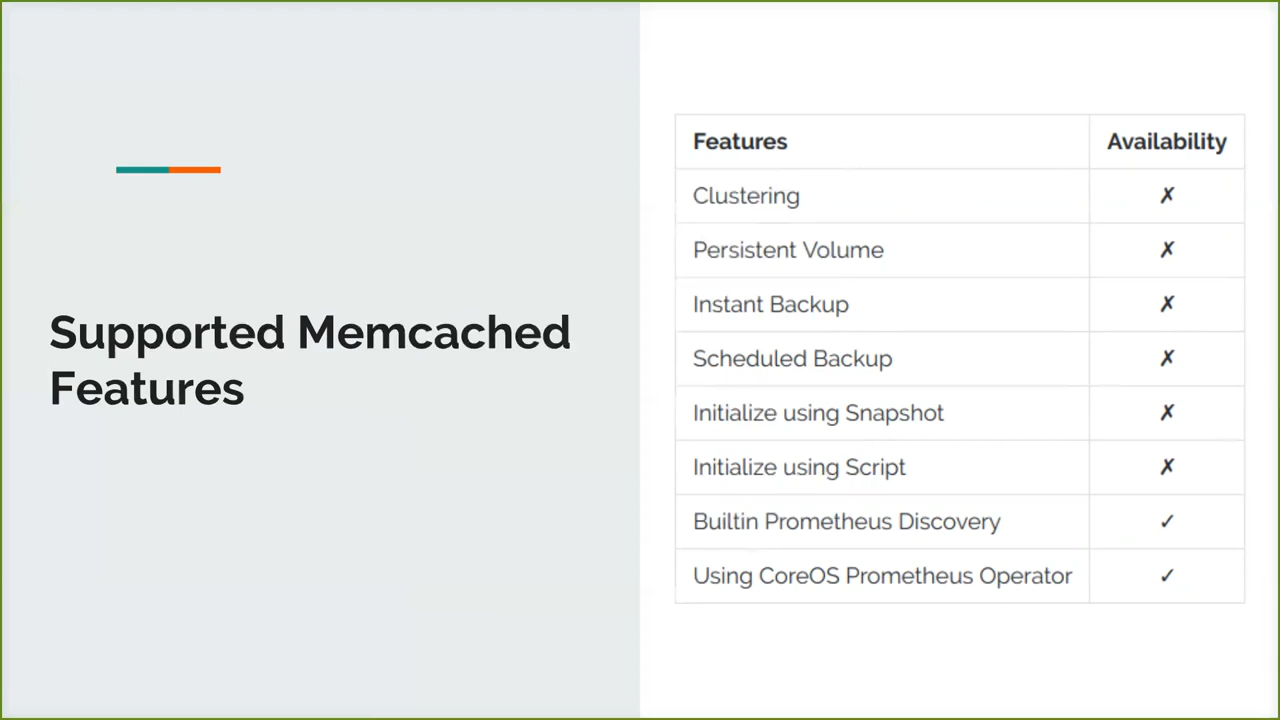 Supported Memcached
Features
Features Availability
Clustering ✗
Persistent Volume ✗
Instant Backup ✗
Scheduled Backup ✗
Initialize using Snapshot ✗
Initialize using Script ✗
Builtin Prometheus Discovery ✓
Using CoreOS Prometheus Operator ✓